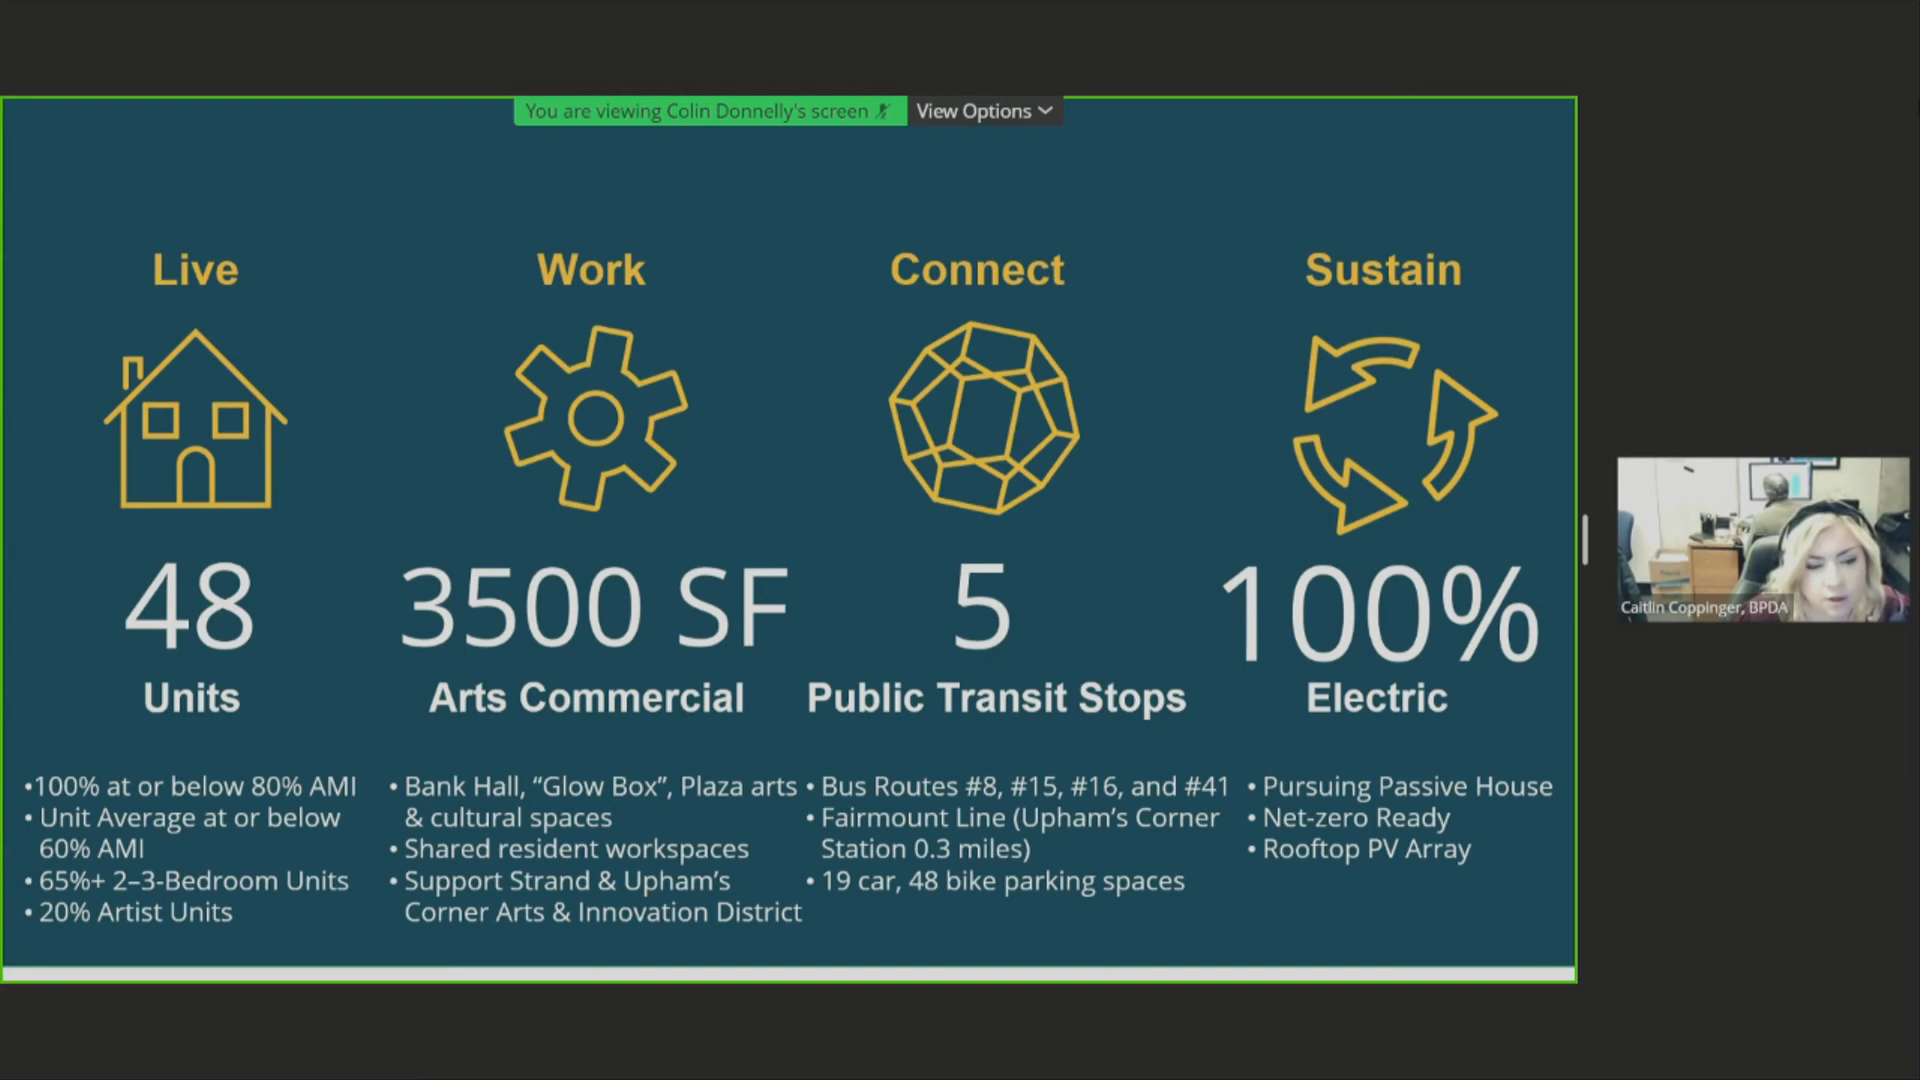 You are viewing Colin Donnelly's screen
View Options
Live
Work
Connect
Sustain
48
3500 SF
5
100%
Units
Arts Commercial
Public Transit Stops
Electric
•100% at or below 80% AMI
• Unit Average at or below
60% AMI
• 65%+ 2–3-Bedroom Units
• 20% Artist Units
• Bank Hall, “Glow Box”, Plaza arts
& cultural spaces
• Shared resident workspaces
• Support Strand & Upham’s
Corner Arts & Innovation District
• Bus Routes #8, #15, #16, and #41
• Fairmount Line (Upham’s Corner
Station 0.3 miles)
• 19 car, 48 bike parking spaces
• Pursuing Passive House
• Net-zero Ready
• Rooftop PV Array
Caitlin Coppinger, BPDA